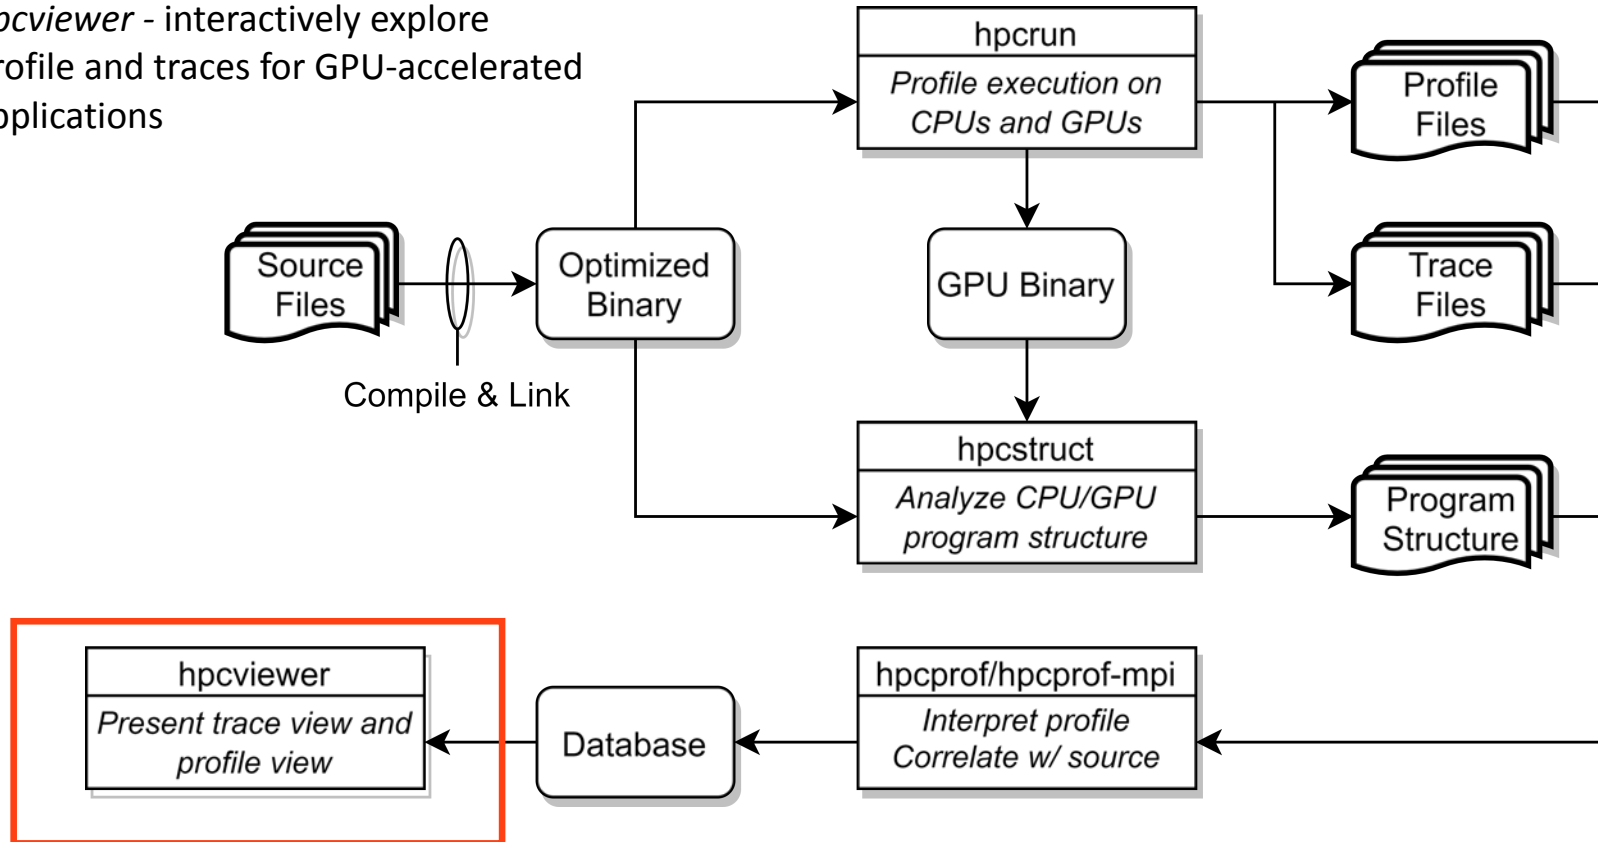 pcviewer - interactively explore
rofile and traces for GPU-accelerated
pplications
hpcrun
Profile execution on
CPUs and GPUs
Profile
Files
Source
Files
Optimized
Binary
GPU Binary
Trace
Files
Compile & Link
hpcstruct
Analyze CPU/GPU
program structure
Program
Structure
hpcviewer
Present trace view and
profile view
Database
hpcprof/hpcprof-mpi
Interpret profile
Correlate w/ source